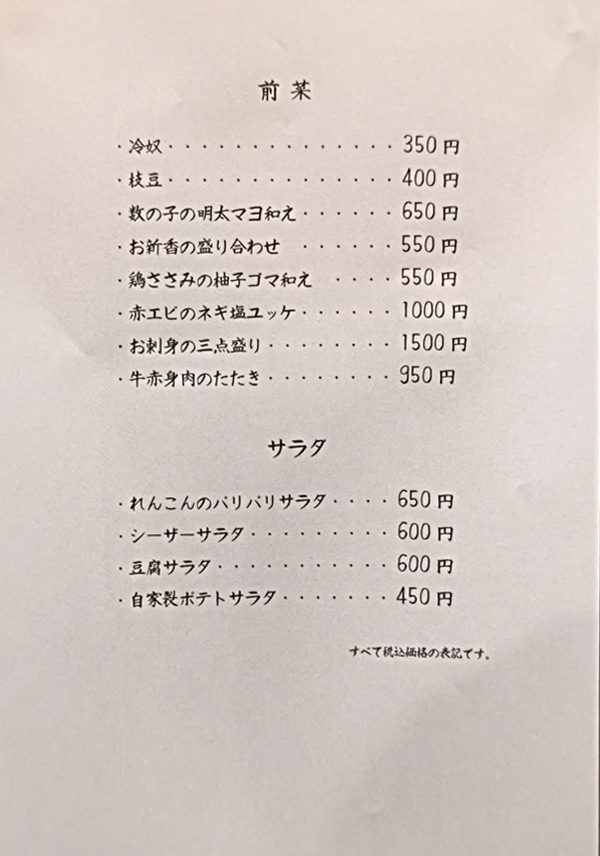 前菜
・冷奴・・・・・・・・・・・・・・350円
・枝豆・・・・・・・・・・・・・・400円
・数の子の明太マヨ和え・・・・・・650円
・お新香の盛り合わせ ・・・・・・550円
・鶏ささみの柚子ゴマ和え ・・・・550円
・赤エビのネギ塩ユッケ・・・・・・1000円
・お刺身の三点盛り・・・・・・・・1500円
・牛赤身肉のたたき・・・・・・・・950円
サラダ
・れんこんのバリバリサラダ・・・・650円
・シーザーサラダ・・・・・・・・・600円
・豆腐サラダ・・・・・・・・・・・600円
・自家製ポテトサラダ・・・・・・・450円
すべて税込価格の表記です。